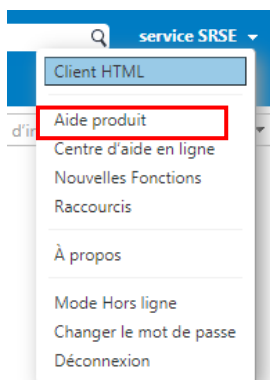 service SRSE
Client HTML
d'in
Aide produit
Centre d'aide en ligne
Nouvelles Fonctions
Raccourcis
À propos
Mode Hors ligne
Changer le mot de passe
Déconnexion